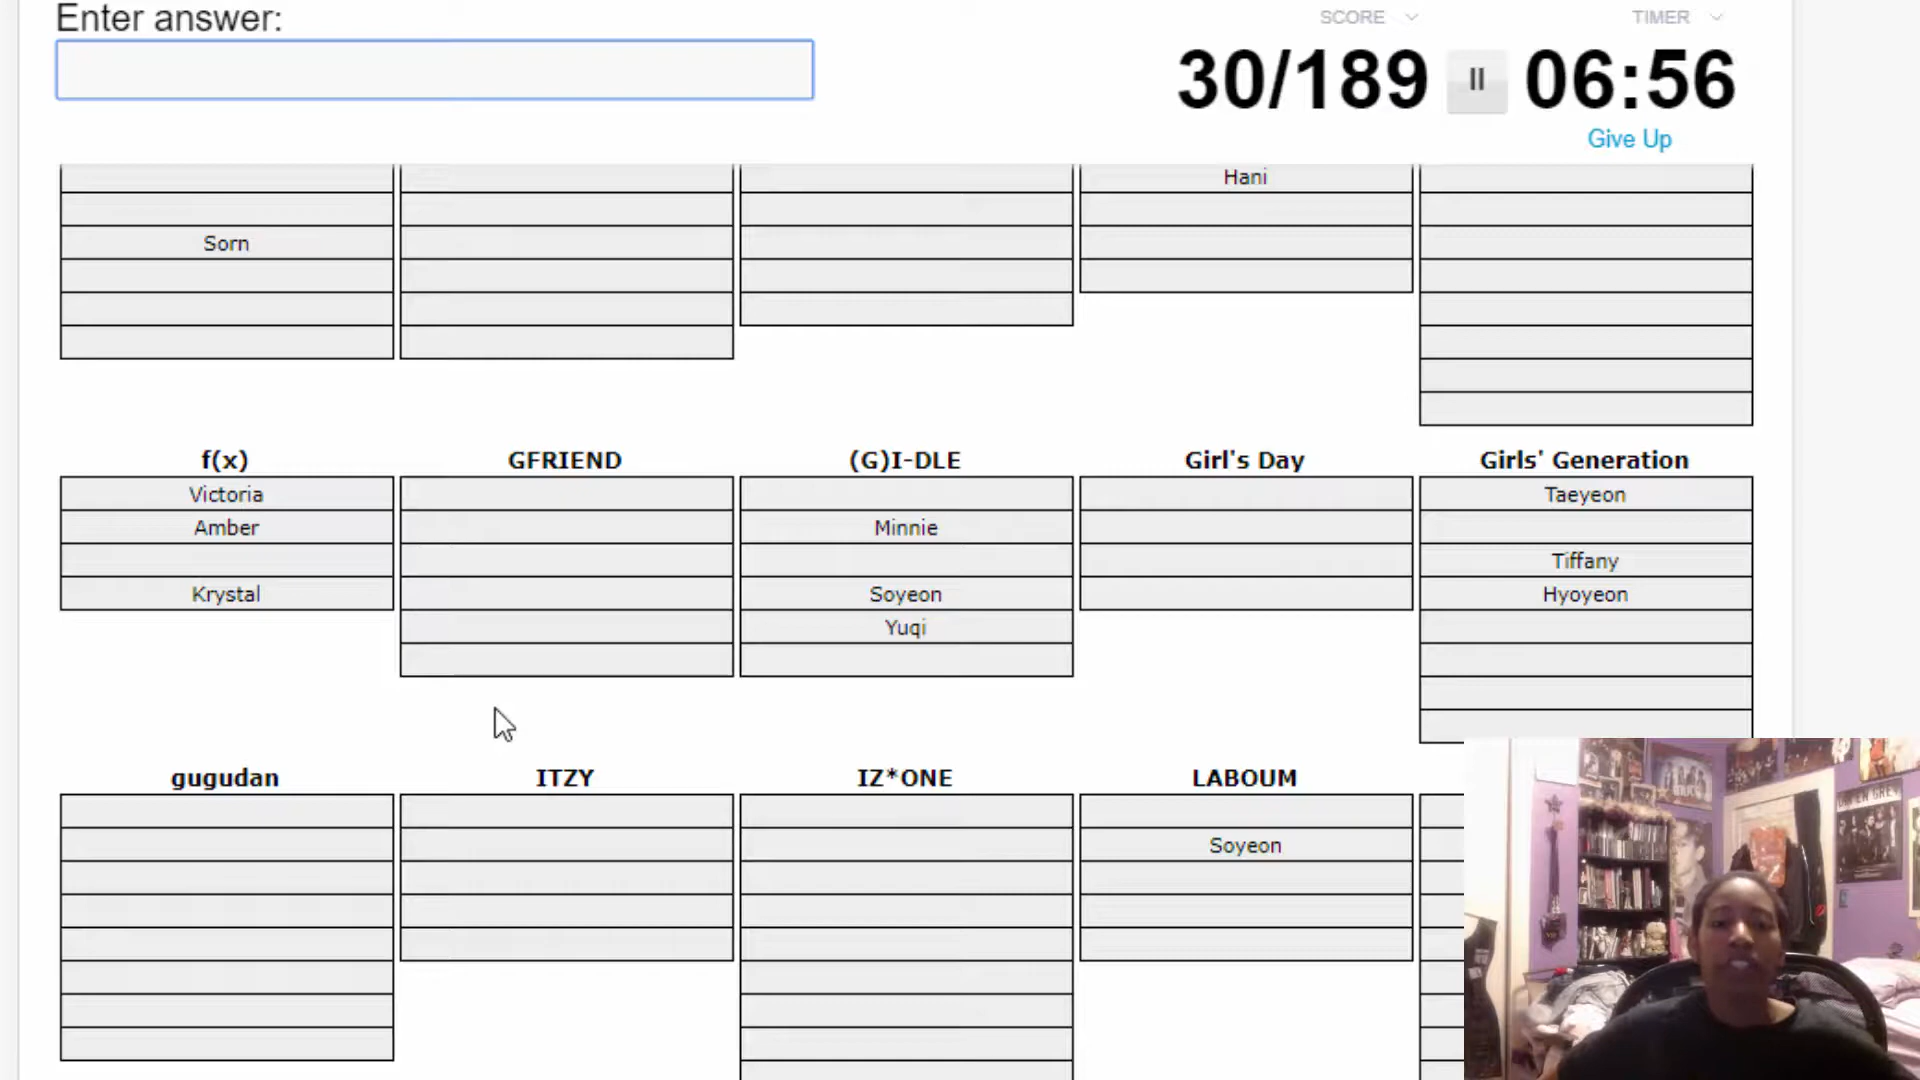 Enter answer:
SCORE
TIMER
30/189
06:56
Give Up
Hani
Sorn
f(x)
GFRIEND
(G)I-DLE
Girl's Day
Girls' Generation
Victoria
Taeyeon
Amber
Minnie
Tiffany
Krystal
Soyeon
Hyoyeon
Yuqi
gugudan
ITZY
IZ*ONE
LABOUM
Soyeon